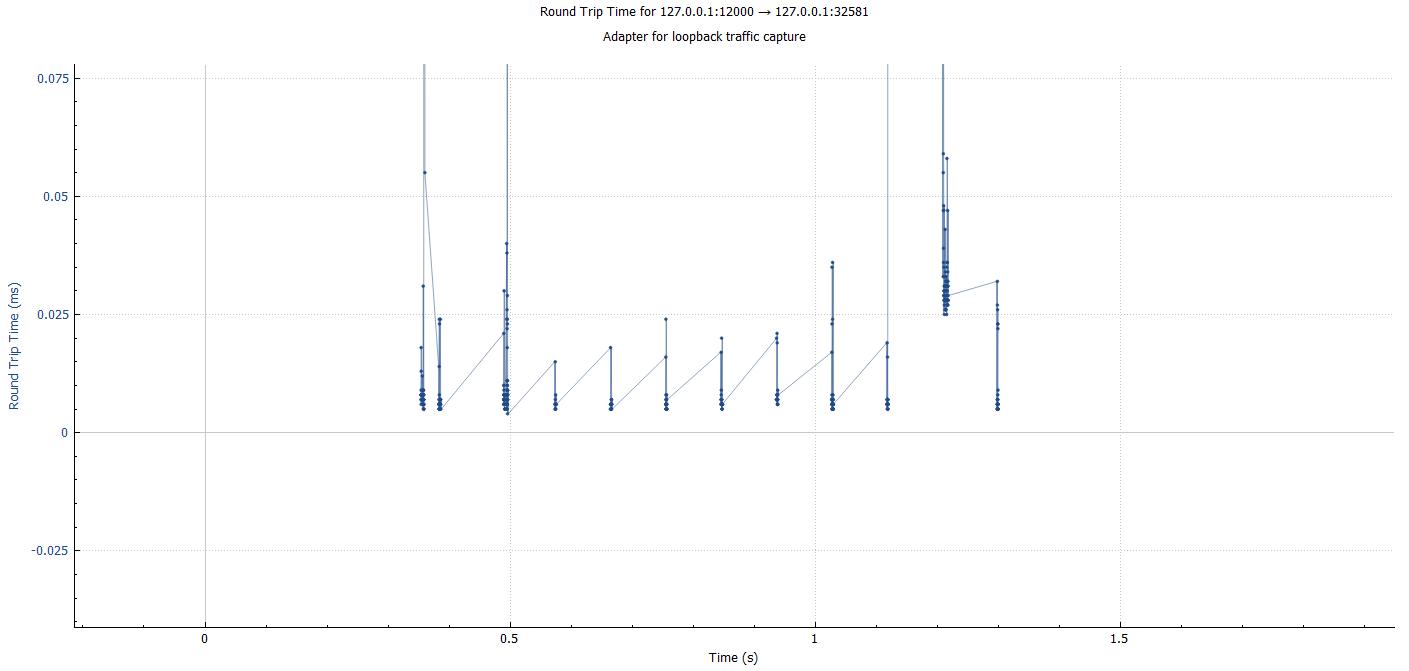 Round Trip Time for 127.0.0.1:12000 → 127.0.0.1:32581
Adapter for loopback traffic capture
0.075
0.05
0.025
0
-0.025
Round Trip Time (ms)
0
0.5
1
1.5
Time (s)